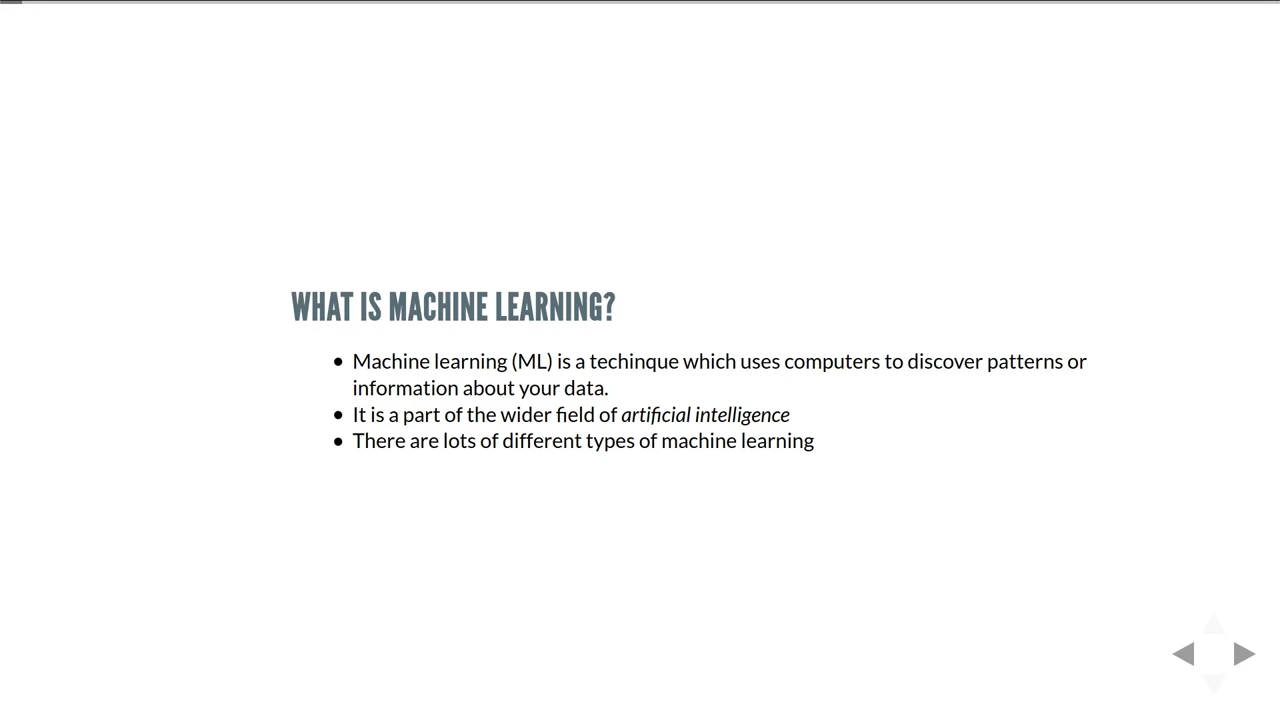 WHAT IS MACHINE LEARNING?
• Machine learning (ML) is a techinque which uses computers to discover patterns or
information about your data.
• It is a part of the wider field of artificial intelligence
• There are lots of different types of machine learning